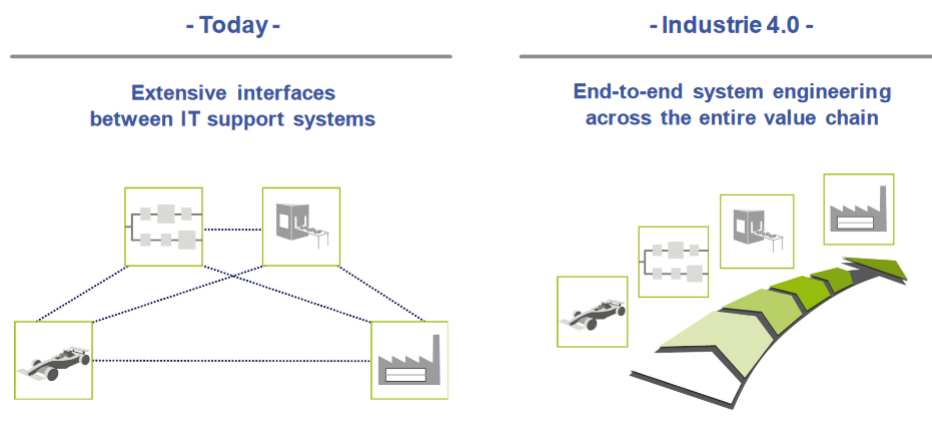 - Today -
Extensive interfaces
between IT support systems
- Industrie 4.0 -
End-to-end system engineering
across the entire value chain